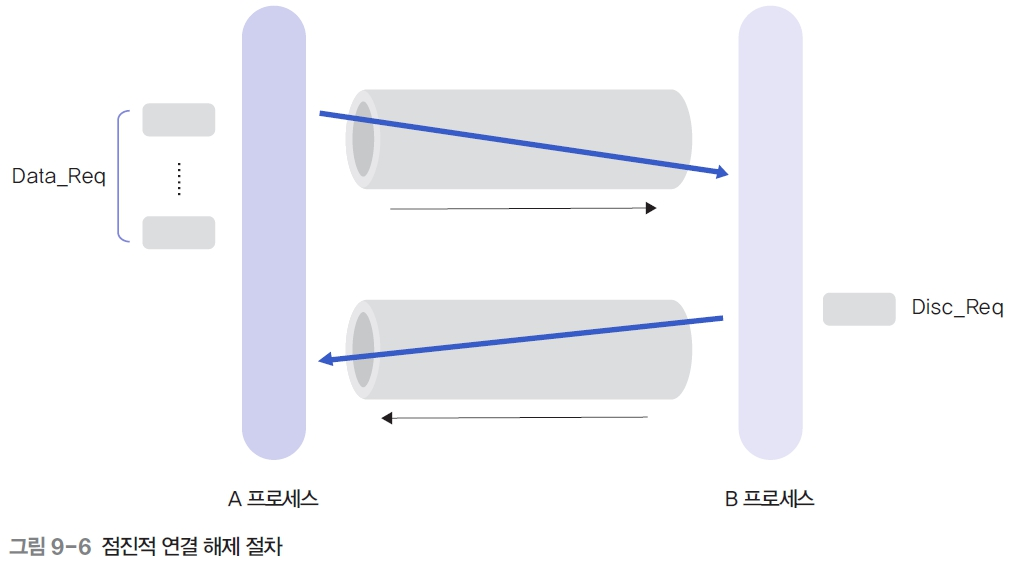 Data_Req
Disc_Req
A 프로세스
B 프로세스
그림 9-6 점진적 연결 해제 절차